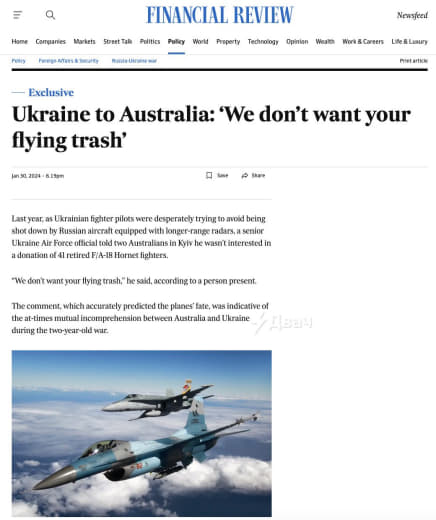 FINANCIAL REVIEW
Newsfeed
Home Companies Markets Street Talk Politics Policy World Property Technology Opinion Wealth Work & Careers Life & Luxury
Policy Foreign Affairs & Security Russia-Ukraine war Print article
Exclusive
Ukraine to Australia: ‘We don’t want your
flying trash’
Jan 30, 2024 – 6.19pm
Save Share
Last year, as Ukrainian fighter pilots were desperately trying to avoid being
shot down by Russian aircraft equipped with longer-range radars, a senior
Ukraine Air Force official told two Australians in Kyiv he wasn’t interested in
a donation of 41 retired F/A-18 Hornet fighters.
“We don’t want your flying trash,” he said, according to a person present.
The comment, which accurately predicted the planes’ fate, was indicative of
the at-times mutual incomprehension between Australia and Ukraine
during the two-year-old war.
Двач